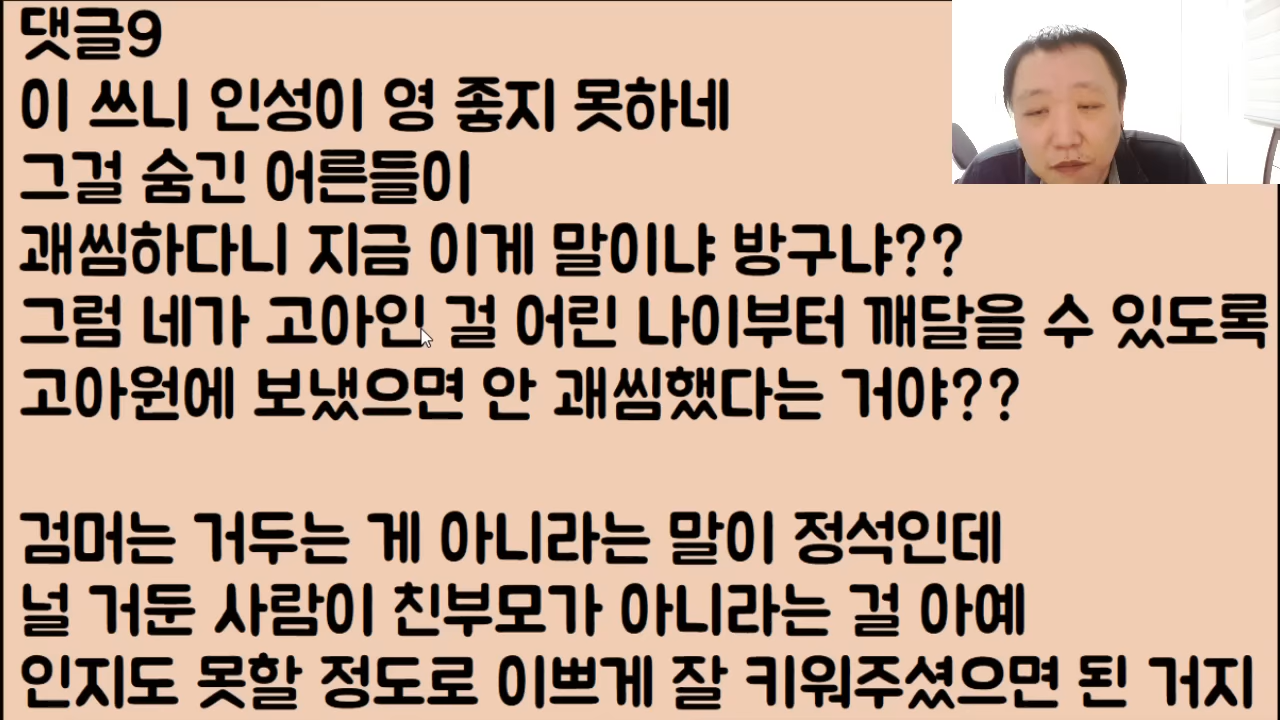 댓글9
이 쓰니 인성이 영 좋지 못하네
그걸 숨긴 어른들이
괘씸하다니 지금 이게 말이냐 방구냐??
그럼 네가 고아인 걸 어린 나이부터 깨달을 수 있도록
고아원에 보냈으면 안 괘씸했다는 거야??
검머는 거두는 게 아니라는 말이 정석인데
널 거둔 사람이 친부모가 아니라는 걸 아예
인지도 못할 정도로 이쁘게 잘 키워주셨으면 된 거지